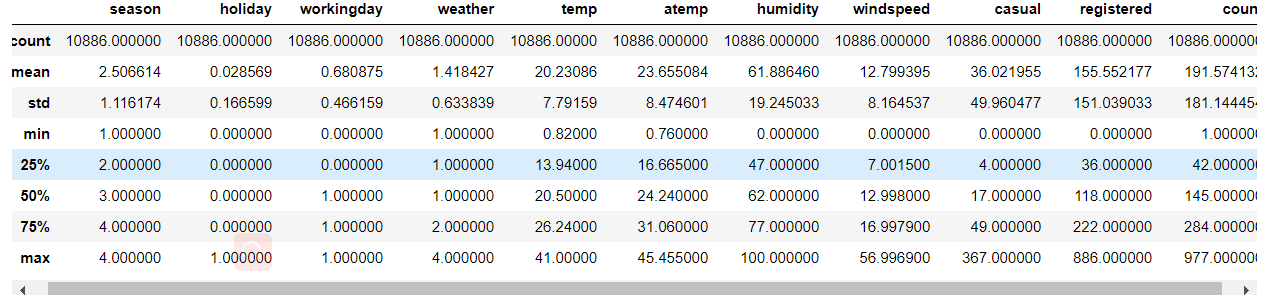 season holiday workingday weather temp atemp humidity windspeed casual registered coun
count 10886.000000 10886.000000 10886.000000 10886.000000 10886.00000 10886.000000 10886.000000 10886.000000 10886.000000 10886.000000 10886.000000
mean 2.506614 0.028569 0.680875 1.418427 20.23086 23.655084 61.886460 12.799395 36.021955 155.552177 191.574132
std 1.116174 0.166599 0.466159 0.633839 7.79159 8.474601 19.245033 8.164537 49.960477 151.039033 181.144454
min 1.000000 0.000000 0.000000 1.000000 0.82000 0.760000 0.000000 0.000000 0.000000 0.000000 1.000000
25% 2.000000 0.000000 0.000000 1.000000 13.94000 16.665000 47.000000 7.001500 4.000000 36.000000 42.000000
50% 3.000000 0.000000 1.000000 1.000000 20.50000 24.240000 62.000000 12.998000 17.000000 118.000000 145.000000
75% 4.000000 0.000000 1.000000 2.000000 26.24000 31.060000 77.000000 16.997900 49.000000 222.000000 284.000000
max 4.000000 1.000000 1.000000 4.000000 41.00000 45.455000 100.000000 56.996900 367.000000 886.000000 977.000000